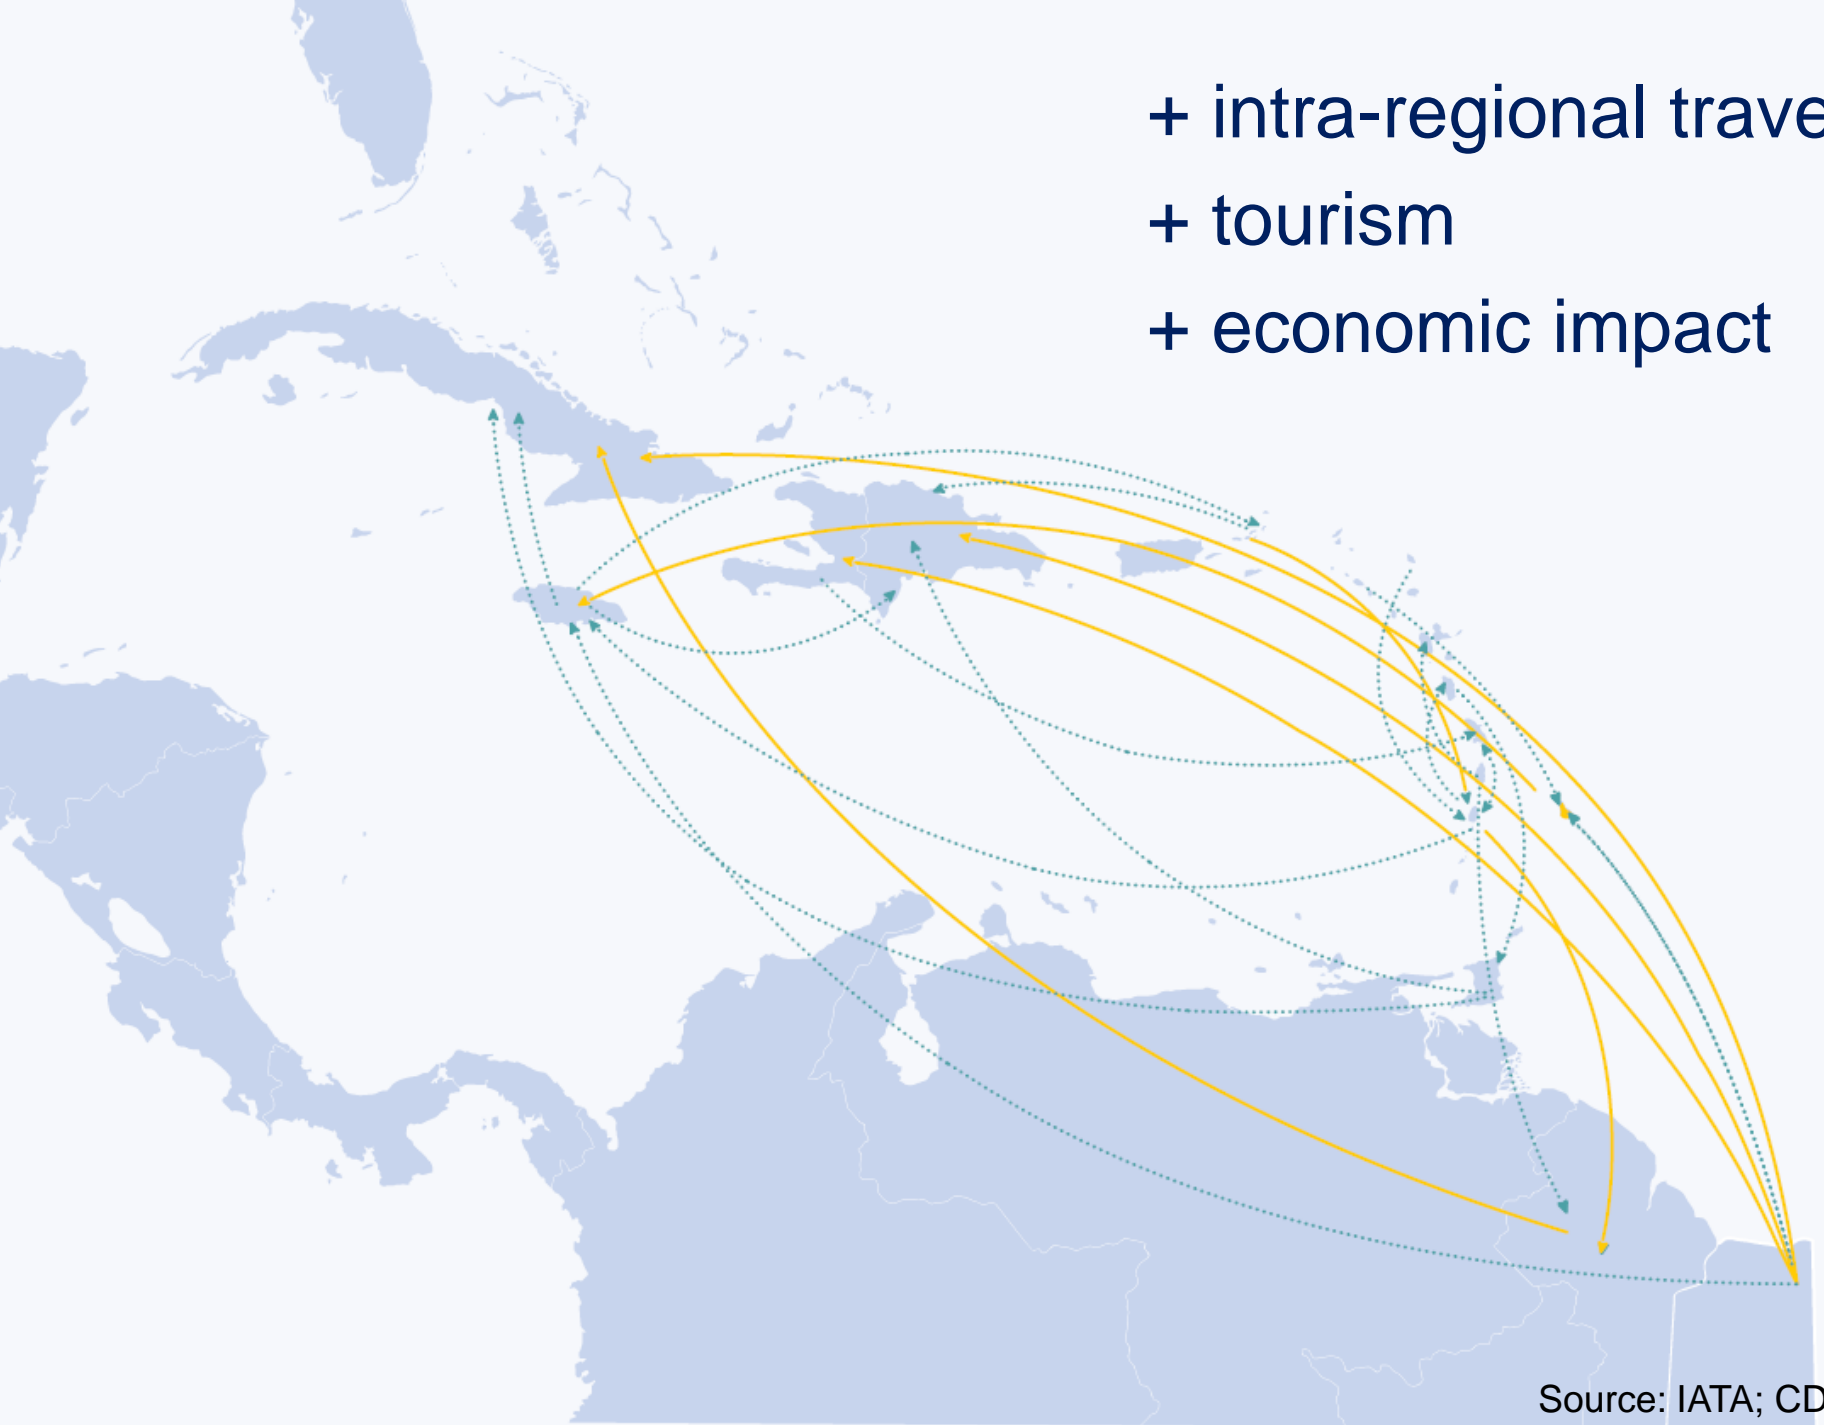 + intra-regional trave
+ tourism
+ economic impact
Source: IATA; CD